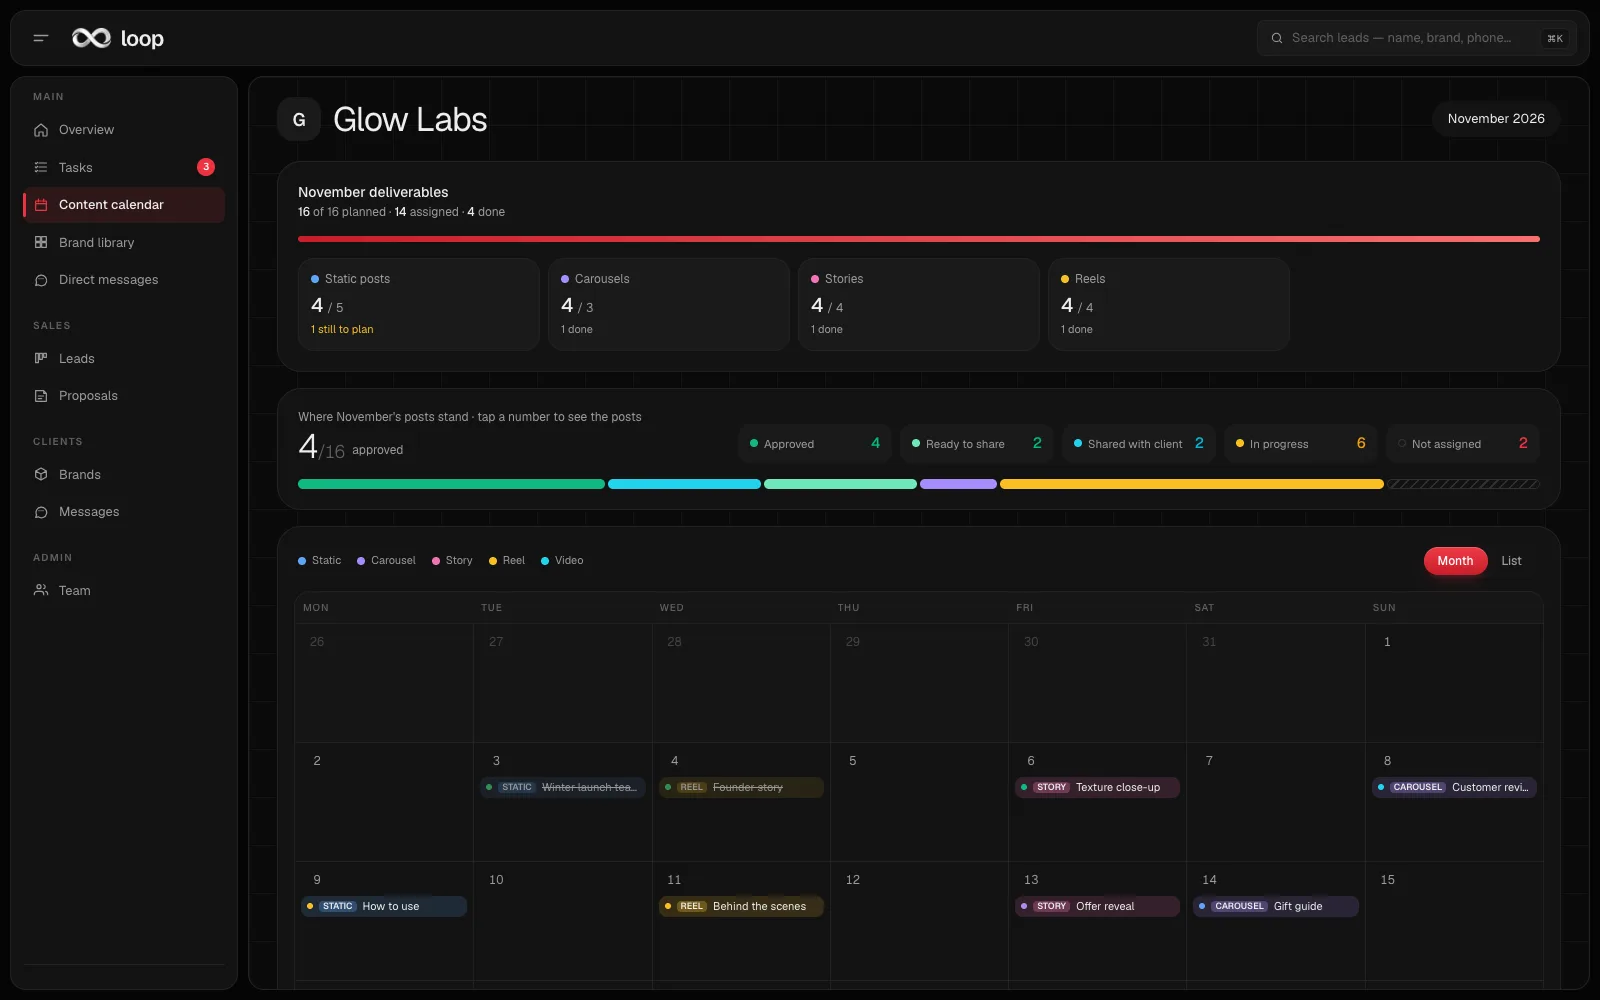 loop
Search leads — name, brand, phone...
⌘K
MAIN
Overview
Tasks
3
Content calendar
Brand library
Direct messages
SALES
Leads
Proposals
CLIENTS
Brands
Messages
ADMIN
Team
G
Glow Labs
November 2026
November deliverables
16 of 16 planned · 14 assigned · 4 done
Static posts
4 / 5
1 still to plan
Carousels
4 / 3
1 done
Stories
4 / 4
1 done
Reels
4 / 4
1 done
Where November's posts stand · tap a number to see the posts
4/16 approved
Approved 4
Ready to share 2
Shared with client 2
In progress 6
Not assigned 2
Static
Carousel
Story
Reel
Video
Month
List
MON TUE WED THU FRI SAT SUN
26 27 28 29 30 31 1
2 3 4 5 6 7 8
STATIC Winter launch tea...
REEL Founder story
STORY Texture close-up
CAROUSEL Customer revi...
9 10 11 12 13 14 15
STATIC How to use
REEL Behind the scenes
STORY Offer reveal
CAROUSEL Gift guide